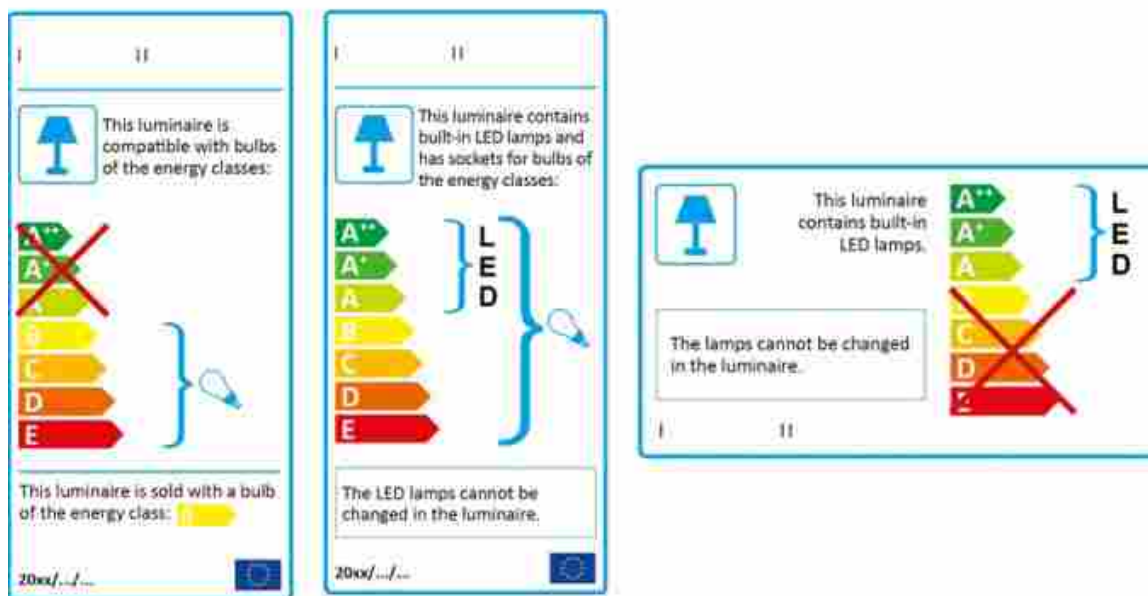 I II
This luminaire is
compatible with bulbs
of the energy classes:
A++
A+
A
B
C
D
E
This luminaire is sold with a bulb
of the energy class: B
20xx/.../...
I II
This luminaire contains
built-in LED lamps and
has sockets for bulbs of
the energy classes:
A++
A+
A
B
C
D
E
L
E
D
The LED lamps cannot be
changed in the luminaire.
20xx/.../...
This luminaire
contains built-in
LED lamps.
A++
A+
A
B
C
D
E
L
E
D
The lamps cannot be changed
in the luminaire.
I II